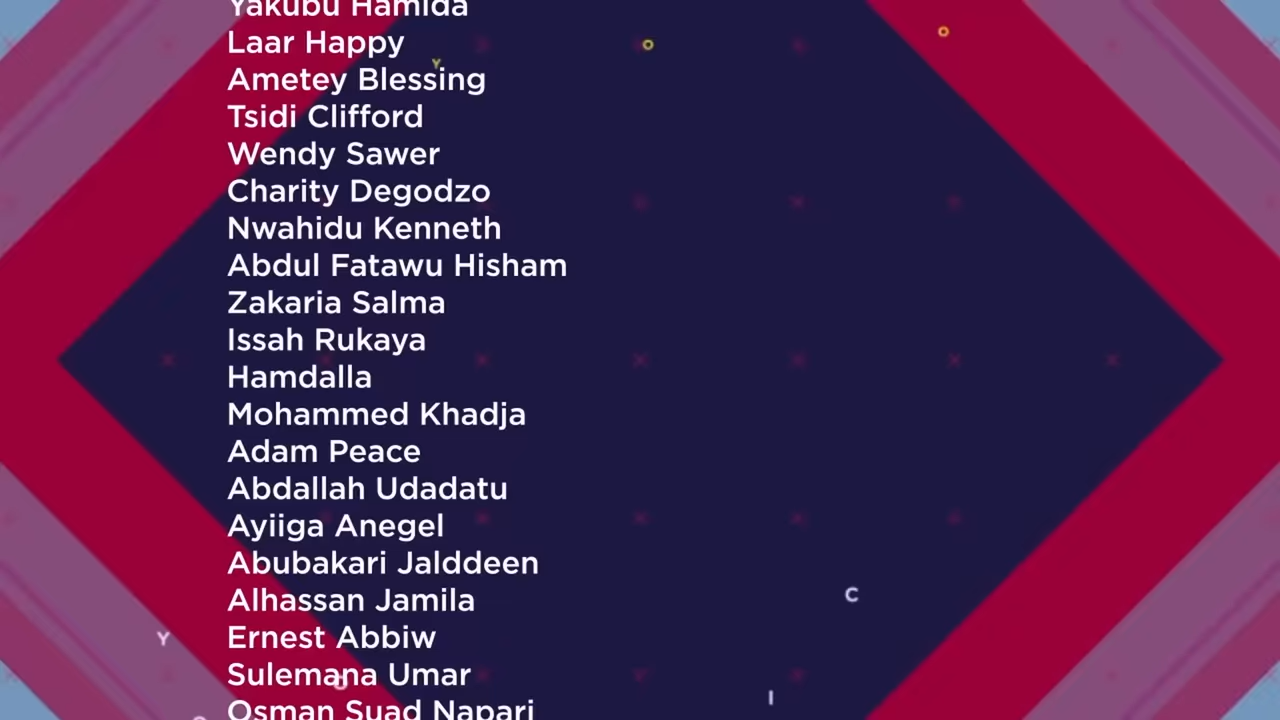 Yakubu Hamida
Laar Happy
Ametey Blessing
Tsidi Clifford
Wendy Sawer
Charity Degodzo
Nwahidu Kenneth
Abdul Fatawu Hisham
Zakaria Salma
Issah Rukaya
Hamdalla
Mohammed Khadja
Adam Peace
Abdallah Udadatu
Ayiiga Anegel
Abubakari Jalddeen
Alhassan Jamila
Ernest Abbiw
Sulemana Umar
Osman Suad Napari
Y
C
Y
I